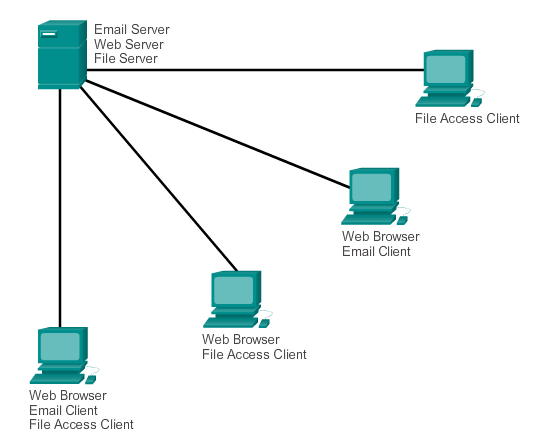 Email Server
Web Server
File Server
File Access Client
Web Browser
Email Client
Web Browser
File Access Client
Web Browser
Email Client
File Access Client